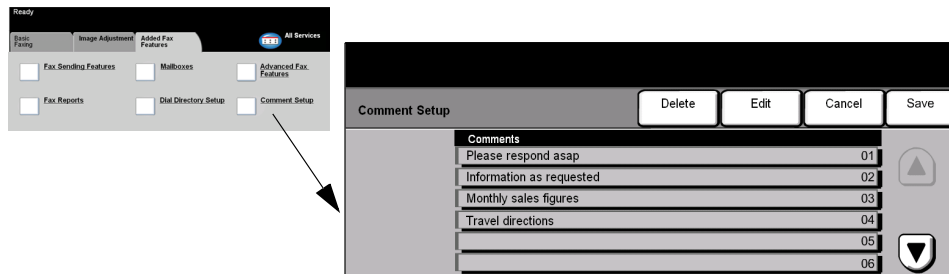 Ready
Basic Faxing
Image Adjustment
Added Fax Features
All Services
Fax Sending Features
Mailboxes
Advanced Fax Features
Fax Reports
Dial Directory Setup
Comment Setup
Comment Setup
Delete
Edit
Cancel
Save
Comments
Please respond asap 01
Information as requested 02
Monthly sales figures 03
Travel directions 04
05
06